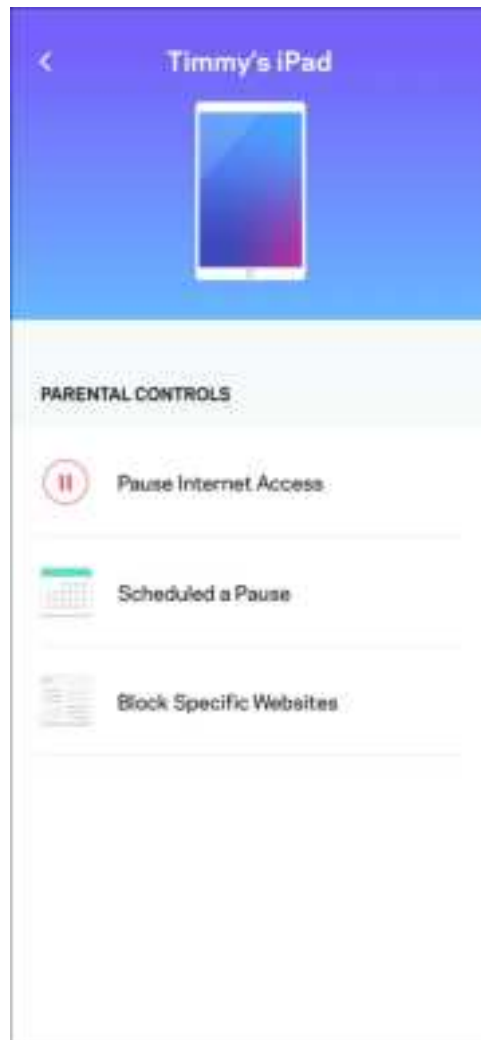 Timmy's iPad
PARENTAL CONTROLS
Pause Internet Access
Scheduled a Pause
Block Specific Websites